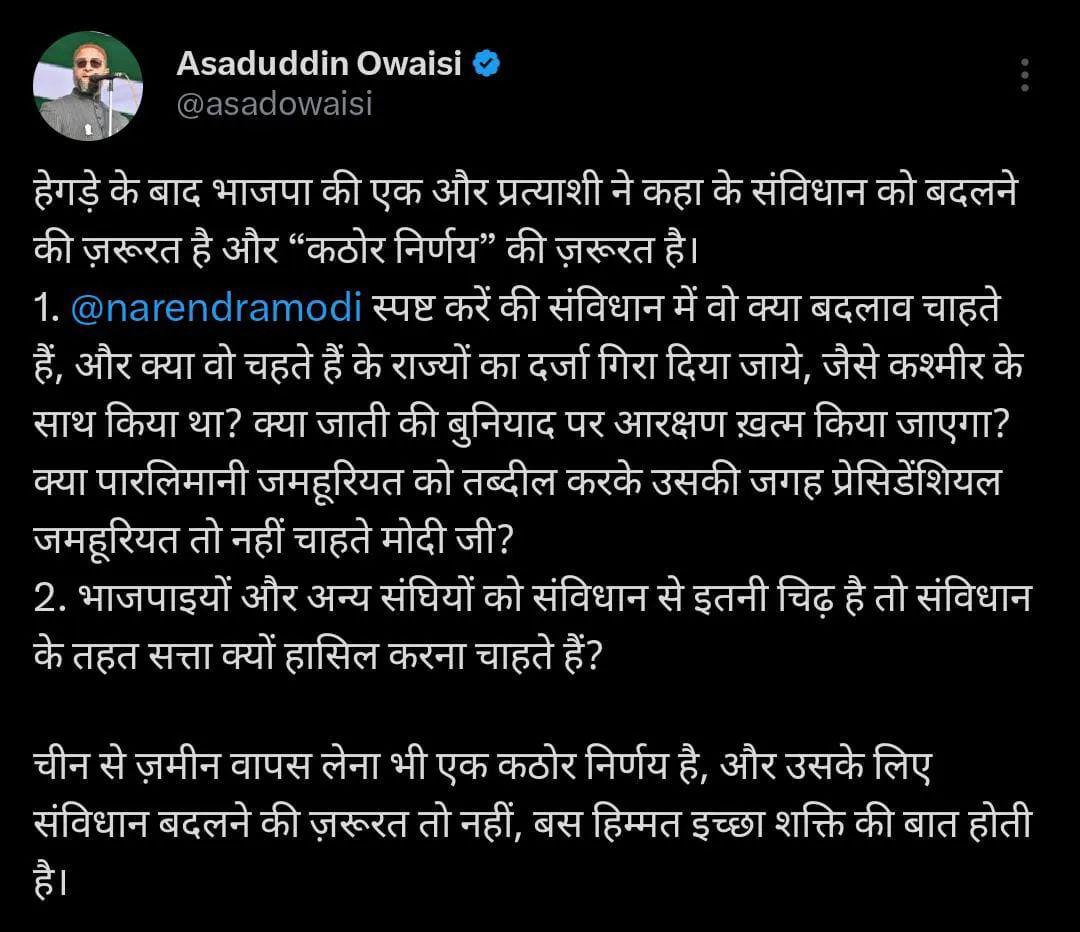 Asaduddin Owaisi
@asadowaisi
हेगड़े के बाद भाजपा की एक और प्रत्याशी ने कहा के संविधान को बदलने
की ज़रूरत है और “कठोर निर्णय” की ज़रूरत है।
1. @narendramodi स्पष्ट करें की संविधान में वो क्या बदलाव चाहते
हैं, और क्या वो चहते हैं के राज्यों का दर्जा गिरा दिया जाये, जैसे कश्मीर के
साथ किया था? क्या जाती की बुनियाद पर आरक्षण ख़त्म किया जाएगा?
क्या पारलिमानी जमहूरियत को तब्दील करके उसकी जगह प्रेसिडेंशियल
जमहूरियत तो नहीं चाहते मोदी जी?
2. भाजपाइयों और अन्य संघियों को संविधान से इतनी चिढ़ है तो संविधान
के तहत सत्ता क्यों हासिल करना चाहते हैं?
चीन से ज़मीन वापस लेना भी एक कठोर निर्णय है, और उसके लिए
संविधान बदलने की ज़रूरत तो नहीं, बस हिम्मत इच्छा शक्ति की बात होती
है।